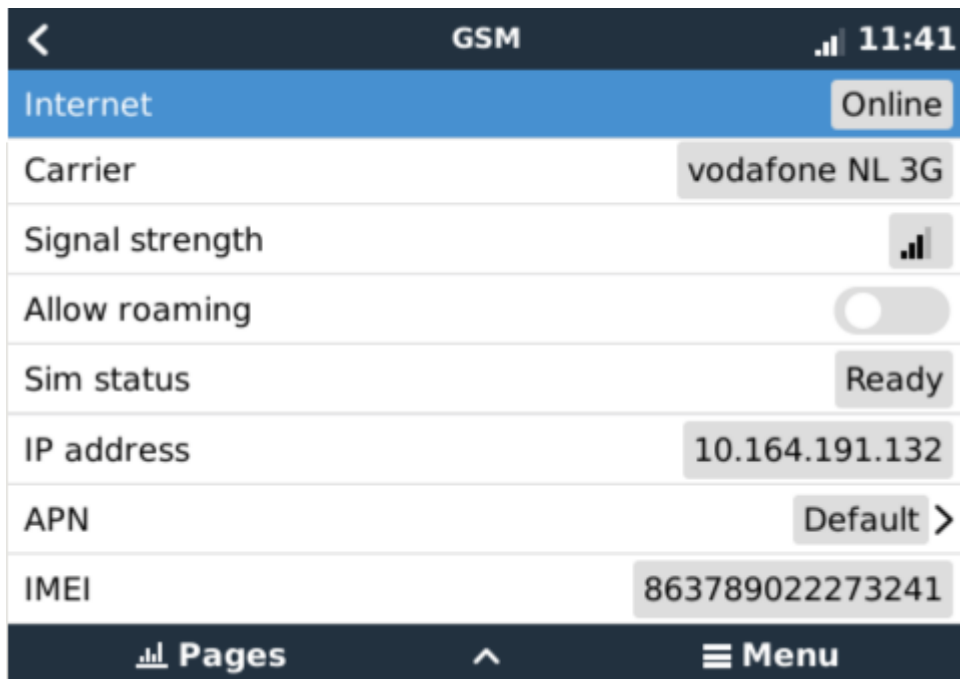 GSM 11:41
Internet Online
Carrier vodafone NL 3G
Signal strength
Allow roaming
Sim status Ready
IP address 10.164.191.132
APN Default
IMEI 863789022273241
Pages Menu